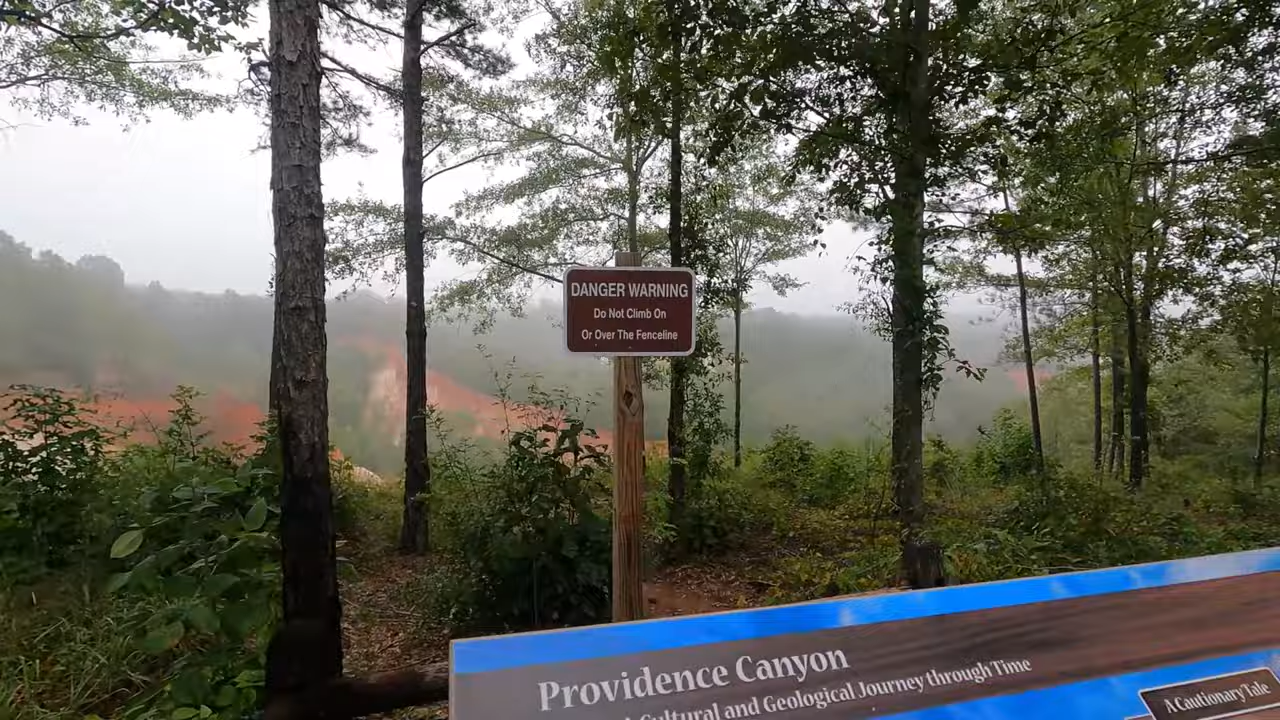 DANGER WARNING
Do Not Climb On
Or Over The Fenceline
Providence Canyon
Cultural and Geological Journey through Time
A Cautionary Tale